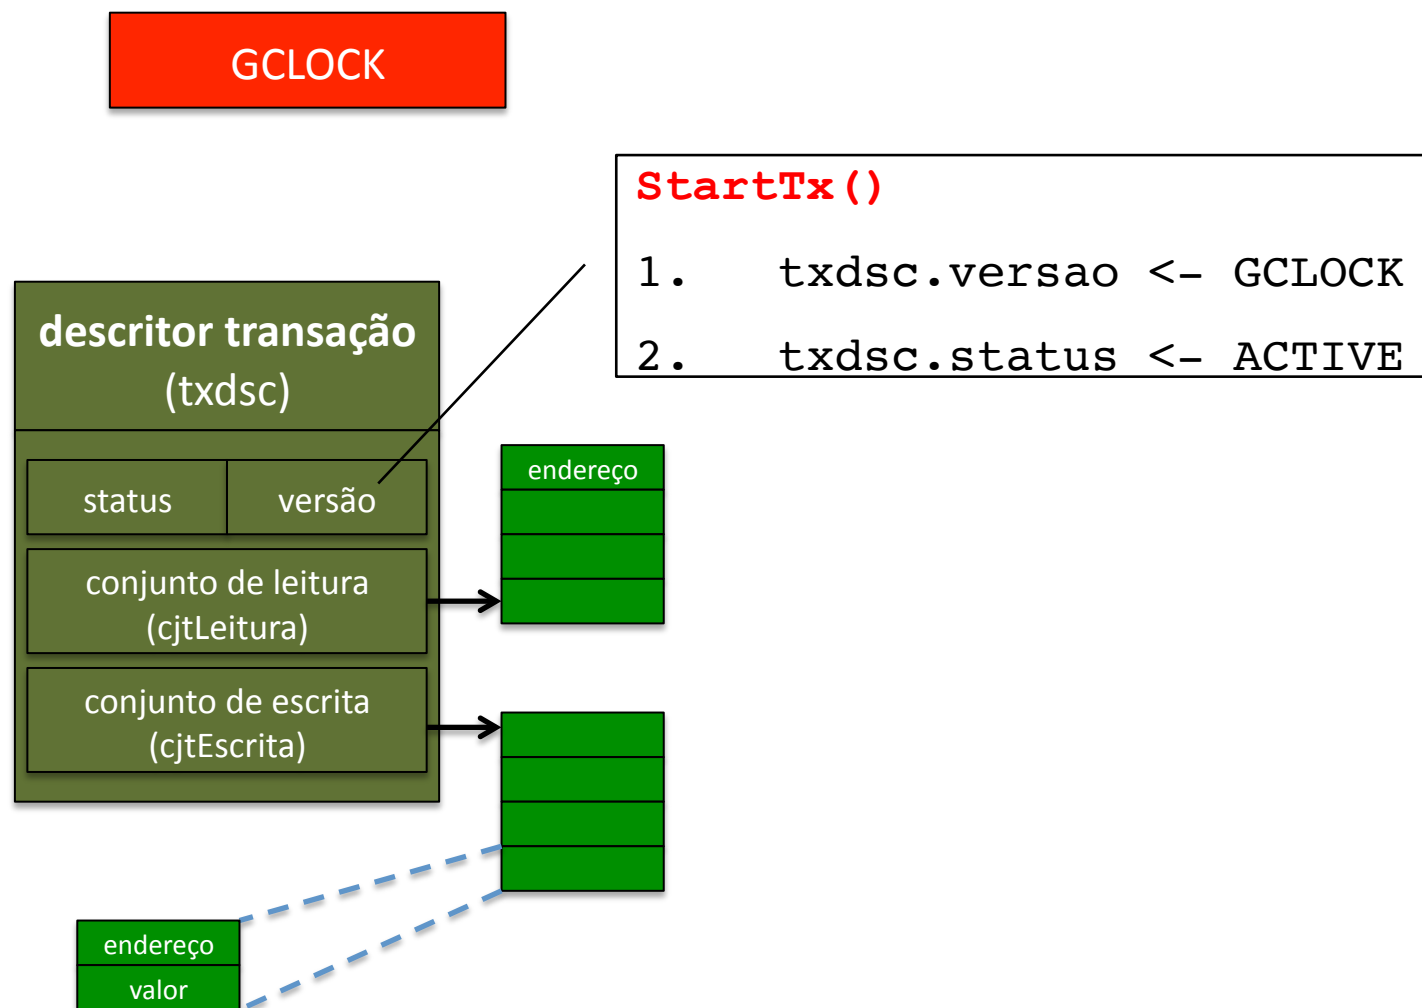 GCLOCK
StartTx()
1. txdsc.versao <- GCLOCK
2. txdsc.status <- ACTIVE
descritor transação
(txdsc)
status
versão
conjunto de leitura
(cjtLeitura)
conjunto de escrita
(cjtEscrita)
endereço
endereço
valor